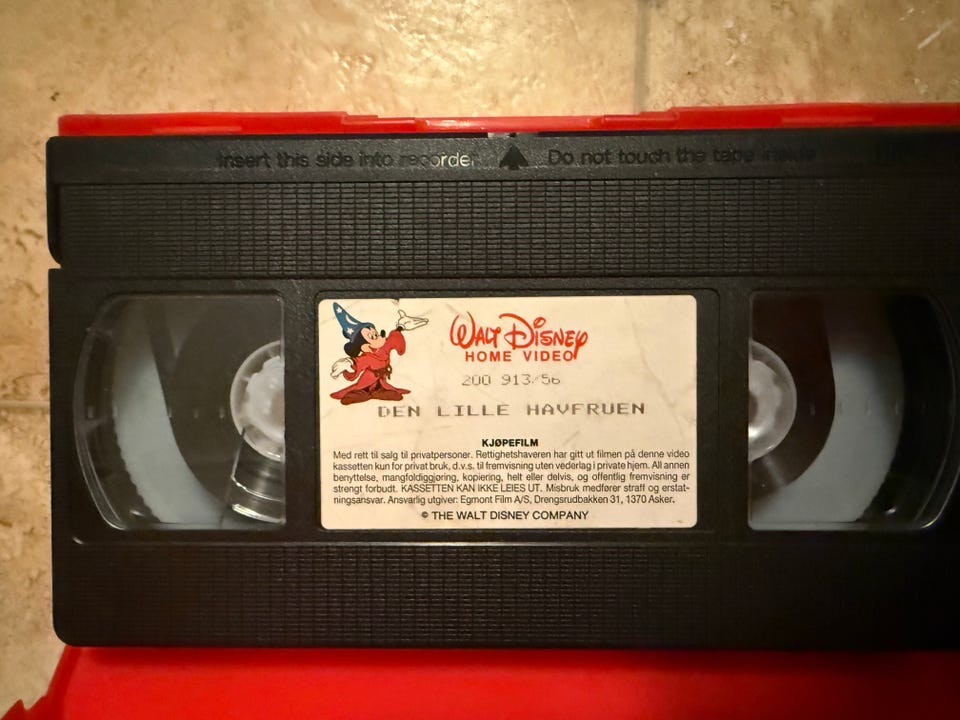 Insert this side into recorder Do not touch the tape inside
WALT DISNEY
HOME VIDEO
200 913/56
DEN LILLE HAVFRUEN
KJØPEFILM
Med rett til salg til privatpersoner. Rettighetshaveren har gitt ut filmen på denne video
kassetten kun for privat bruk, d.v.s. til fremvisning uten vederlag i private hjem. All annen
benyttelse, mangfoldiggjøring, kopiering, helt eller delvis, og offentlig fremvisning er
strengt forbudt. KASSETTEN KAN IKKE LEIES UT. Misbruk medfører straff og erstat-
ningsansvar. Ansvarlig utgiver: Egmont Film A/S, Drengsrudbakken 31, 1370 Asker.
© THE WALT DISNEY COMPANY